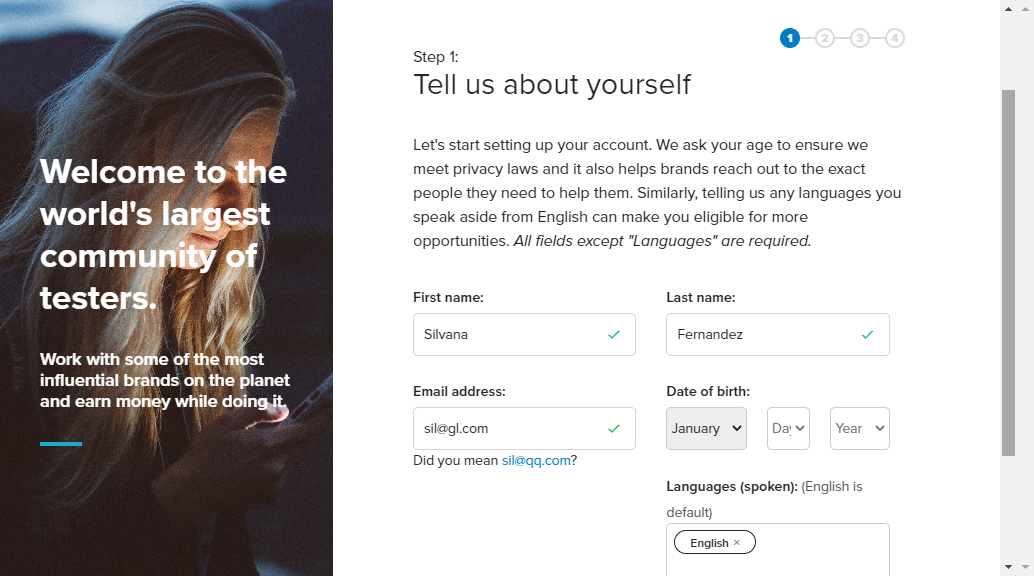 Welcome to the
world's largest
community of
testers.
Work with some of the most
influential brands on the planet
and earn money while doing it.
1 2 3 4
Step 1:
Tell us about yourself
Let's start setting up your account. We ask your age to ensure we
meet privacy laws and it also helps brands reach out to the exact
people they need to help them. Similarly, telling us any languages you
speak aside from English can make you eligible for more
opportunities. All fields except "Languages" are required.
First name: Last name:
Silvana Fernandez
Email address: Date of birth:
sil@gl.com January Day Year
Did you mean sil@qq.com?
Languages (spoken): (English is
default)
English ×